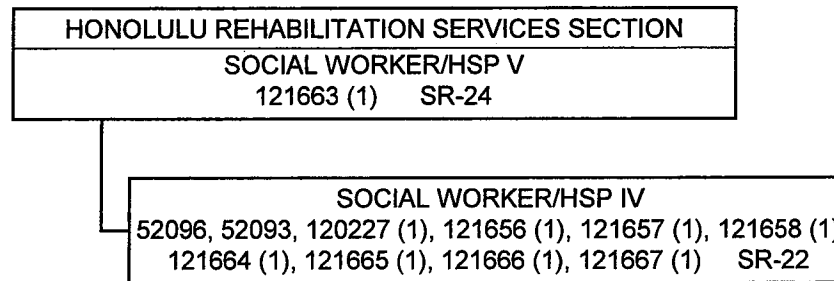 HONOLULU REHABILITATION SERVICES SECTION
SOCIAL WORKER/HSP V
121663 (1) SR-24
SOCIAL WORKER/HSP IV
52096, 52093, 120227 (1), 121656 (1), 121657 (1), 121658 (1)
121664 (1), 121665 (1), 121666 (1), 121667 (1) SR-22